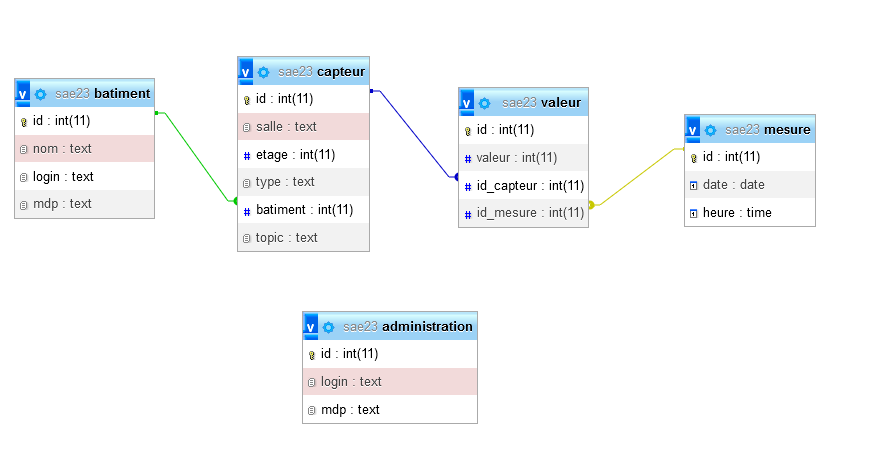 v sae23 batiment
id : int(11)
nom : text
login : text
mdp : text
v sae23 capteur
id : int(11)
salle : text
# etage : int(11)
type : text
# batiment : int(11)
topic : text
v sae23 valeur
id : int(11)
# valeur : int(11)
# id_capteur : int(11)
# id_mesure : int(11)
v sae23 mesure
id : int(11)
date : date
heure : time
v sae23 administration
id : int(11)
login : text
mdp : text